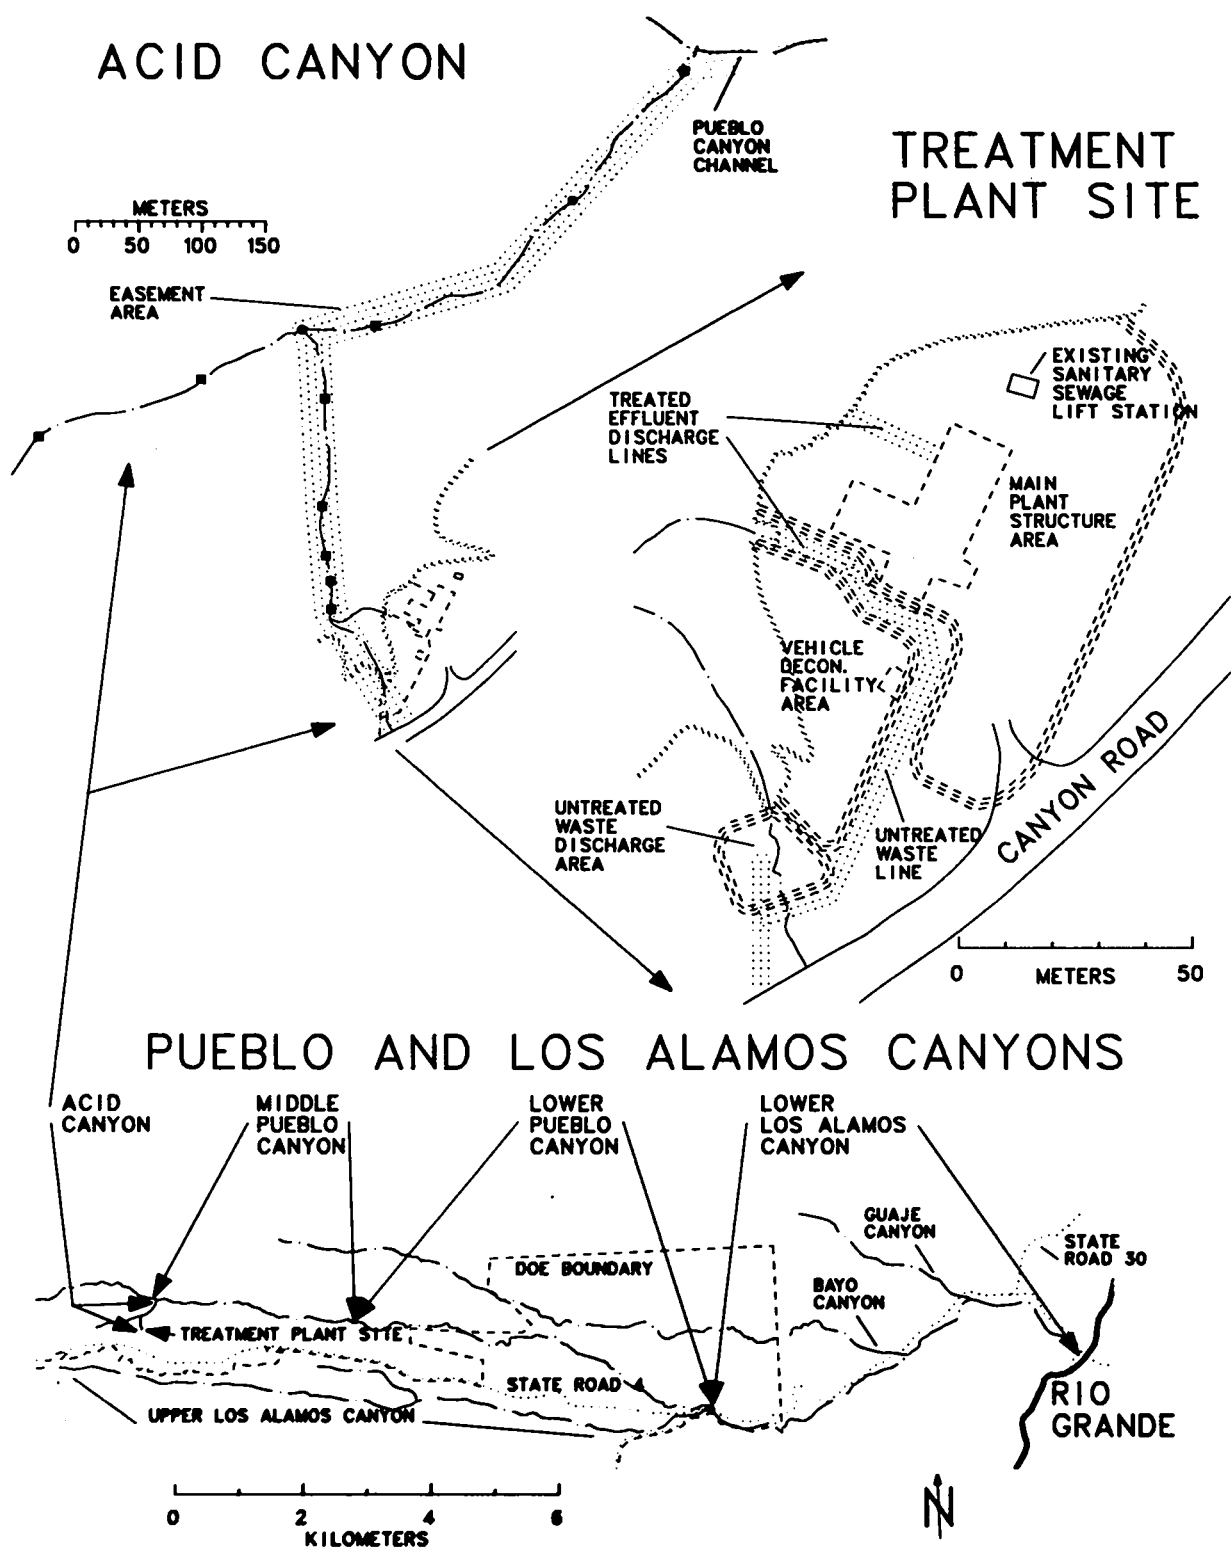 ACID CANYON
PUEBLO
CANYON
CHANNEL
TREATMENT
PLANT SITE
METERS
0 50 100 150
EASEMENT
AREA
EXISTING
SANITARY
SEWAGE
LIFT STATION
TREATED
EFFLUENT
DISCHARGE
LINES
MAIN
PLANT
STRUCTURE
AREA
VEHICLE
DECON.
FACILITY
AREA
CANYON ROAD
UNTREATED
WASTE
DISCHARGE
AREA
UNTREATED
WASTE
LINE
0 METERS 50
PUEBLO AND LOS ALAMOS CANYONS
ACID
CANYON
MIDDLE
PUEBLO
CANYON
LOWER
PUEBLO
CANYON
LOWER
LOS ALAMOS
CANYON
GUAJE
CANYON
STATE
ROAD 30
DOE BOUNDARY
BAYO
CANYON
TREATMENT PLANT SITE
STATE ROAD 4
UPPER LOS ALAMOS CANYON
RIO
GRANDE
0 2 4 6
KILOMETERS
N